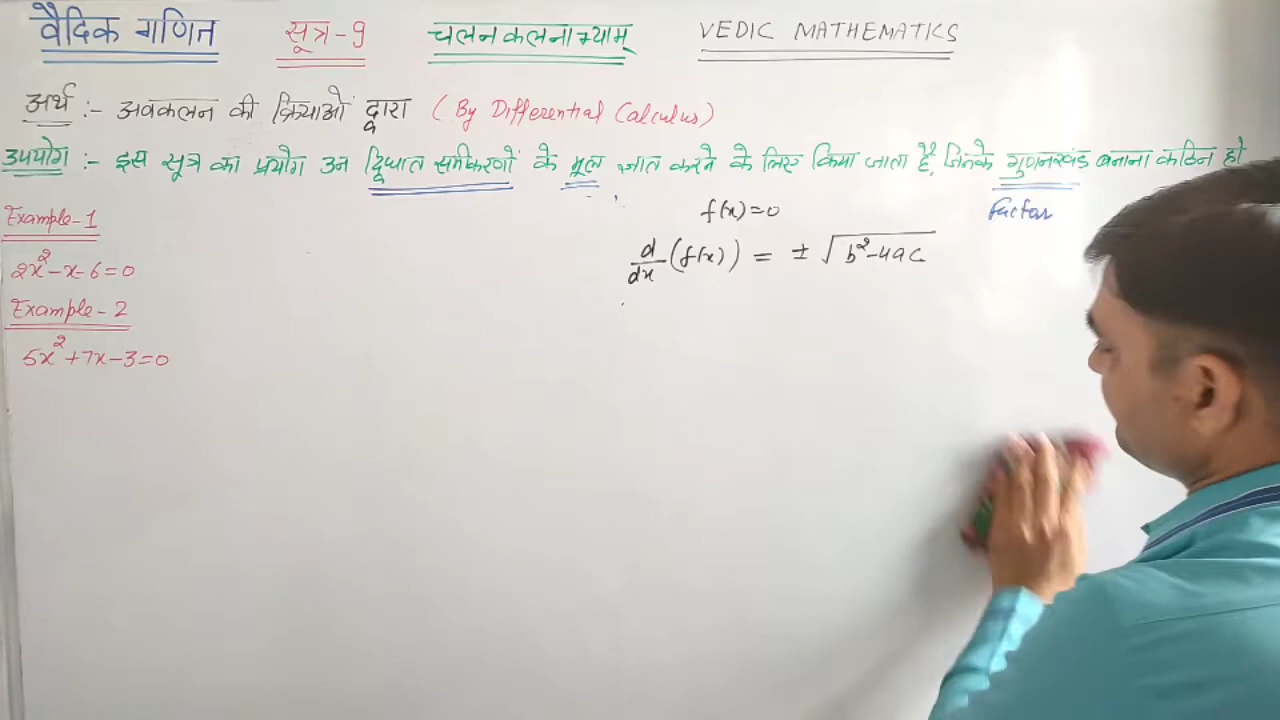 वैदिक गणित सूत्र-9 चलनकलनाभ्याम् VEDIC MATHEMATICS
अर्थ :- अवकलन की क्रियाओं द्वारा ( By Differential Calculus)
उपयोग :- इस सूत्र का प्रयोग उन द्विघात समीकरणों के मूल ज्ञात करने के लिए किया जाता है, जिनके गुणनखंड बनाना कठिन हो
factor
f(x)=0
d/dx (f(x)) = ± √(b²-4ac)
Example-1
2x²-x-6=0
Example-2
5x²+7x-3=0